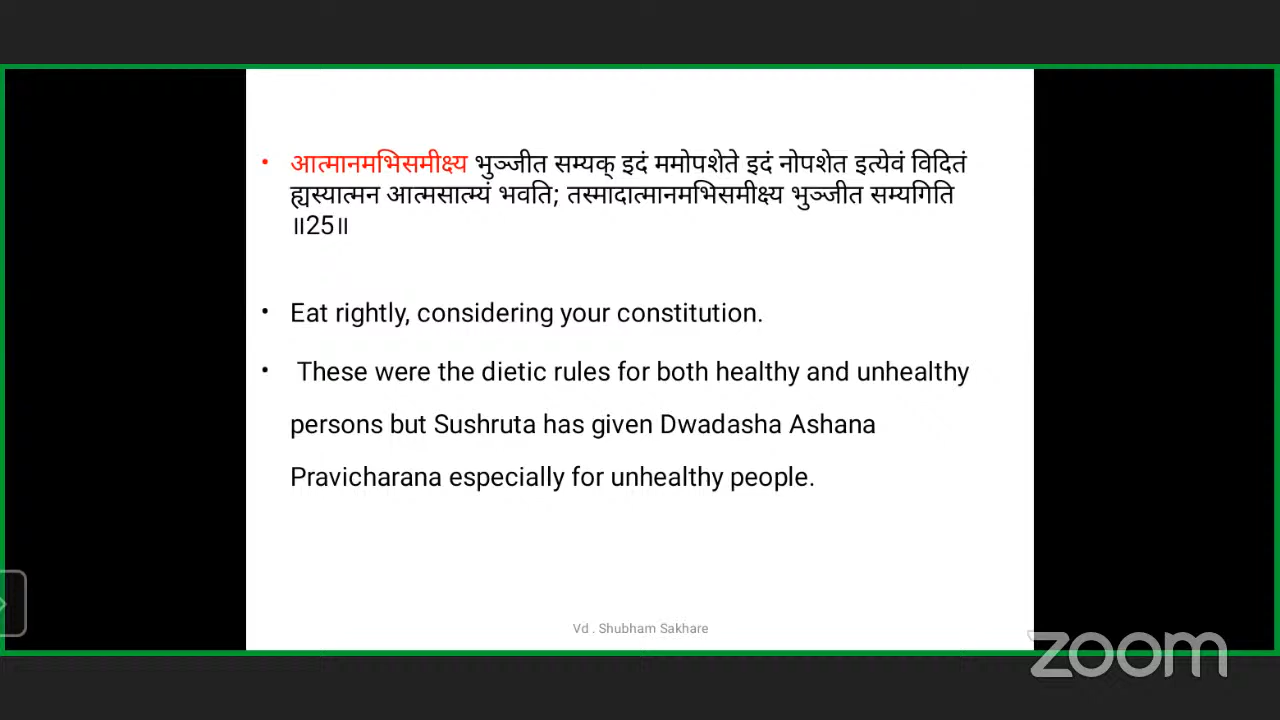 • आत्मानमभिसमीक्ष्य भुञ्जीत सम्यक् इदं ममोपशेते इदं नोपशेत इत्येवं विदितं
ह्यस्यात्मन आत्मसात्म्यं भवति; तस्मादात्मानमभिसमीक्ष्य भुञ्जीत सम्यगिति
॥25॥
• Eat rightly, considering your constitution.
• These were the dietic rules for both healthy and unhealthy
persons but Sushruta has given Dwadasha Ashana
Pravicharana especially for unhealthy people.
Vd . Shubham Sakhare
zoom